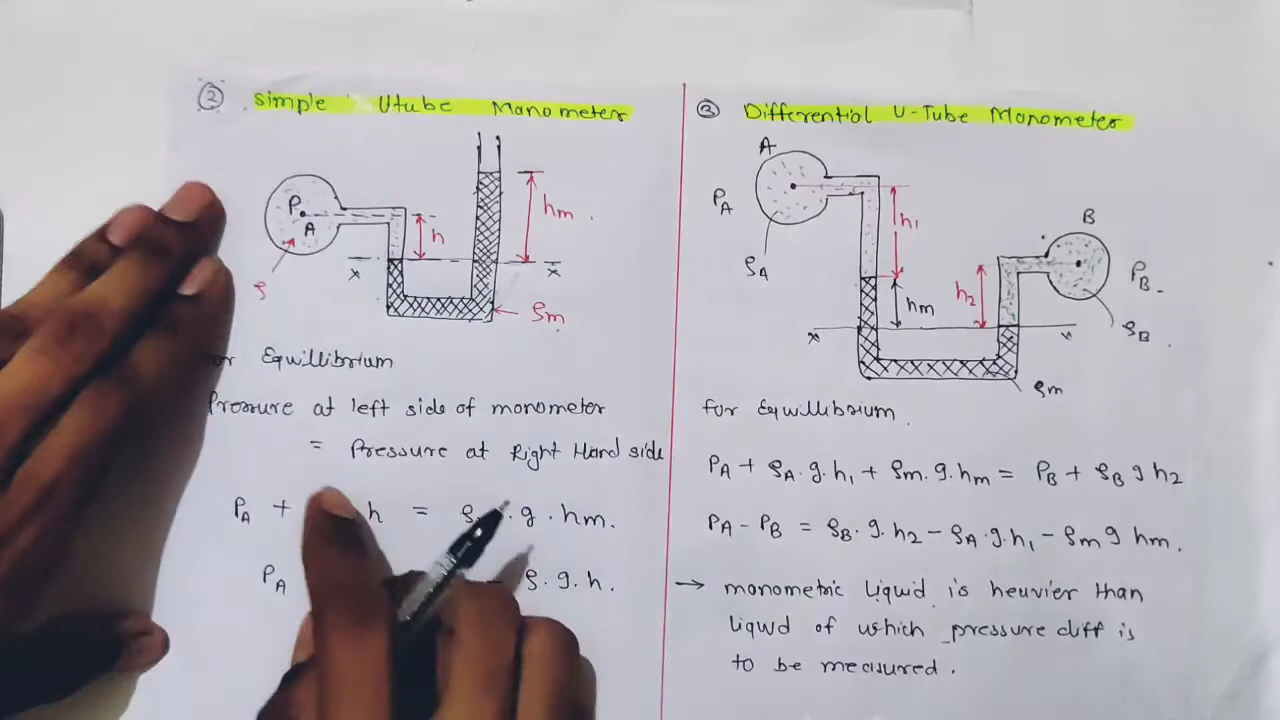 ② simple Utube Manometer
hm.
P
A
h
x x
ρ
ρm
Equillibrium
Pressure at left side of monometer
= Pressure at Right Hand side
PA + h = .g.hm.
PA - ρ.g.h.
③ Differential U-Tube Monometer
A
PA
h1
B
ρA
hm
h2
PB-
x x
ρB
ρm
for Equillibrium.
PA + ρA.g.h1 + ρm.g.hm = PB + ρB g h2
PA - PB = ρB.g.h2 - ρA.g.h1 - ρm g hm.
→ monometric liquid is heuvier than
liquid of which pressure diff is
to be measured.